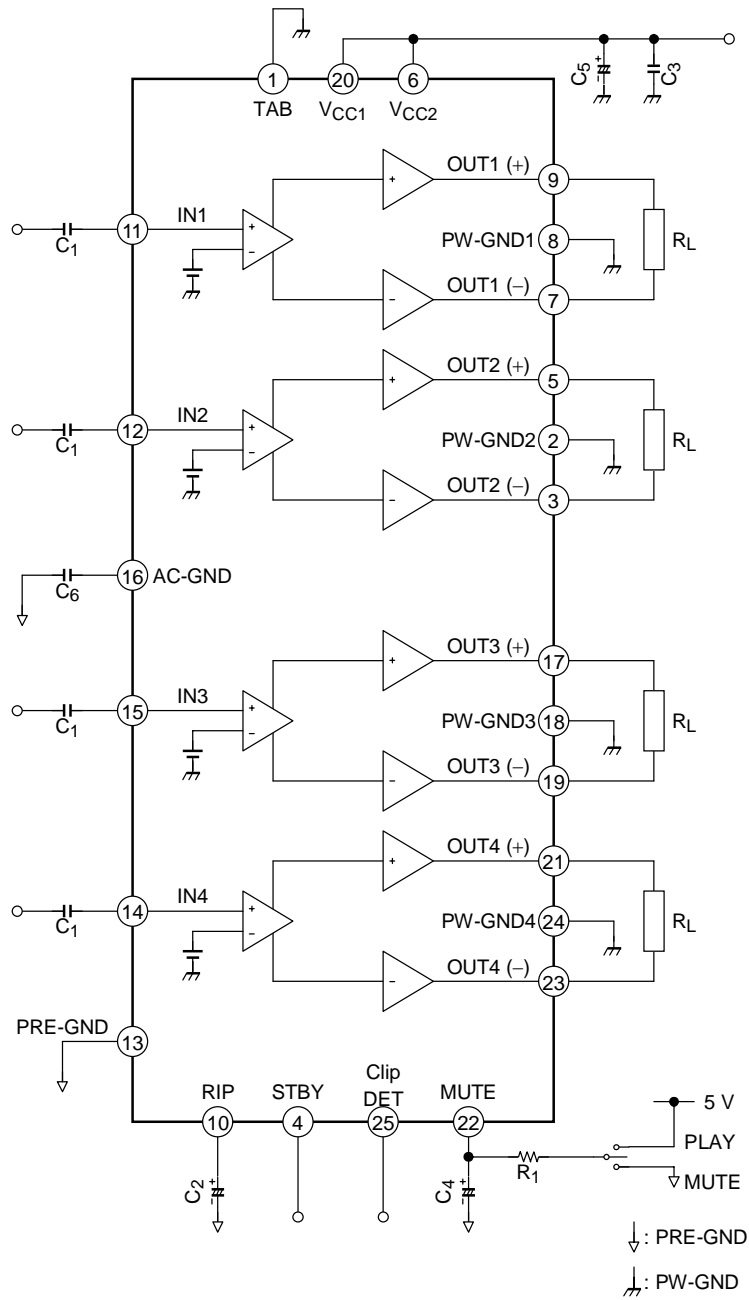 C5
C3
1
20
6
TAB
VCC1
VCC2
OUT1 (+)
9
IN1
C1
11
PW-GND1
8
RL
OUT1 (−)
7
OUT2 (+)
5
IN2
C1
12
PW-GND2
2
RL
OUT2 (−)
3
C6
16
AC-GND
OUT3 (+)
17
IN3
C1
15
PW-GND3
18
RL
OUT3 (−)
19
OUT4 (+)
21
IN4
C1
14
PW-GND4
24
RL
OUT4 (−)
23
PRE-GND
13
RIP
STBY
Clip
DET
MUTE
10
4
25
22
5 V
PLAY
R1
MUTE
C2
C4
: PRE-GND
: PW-GND